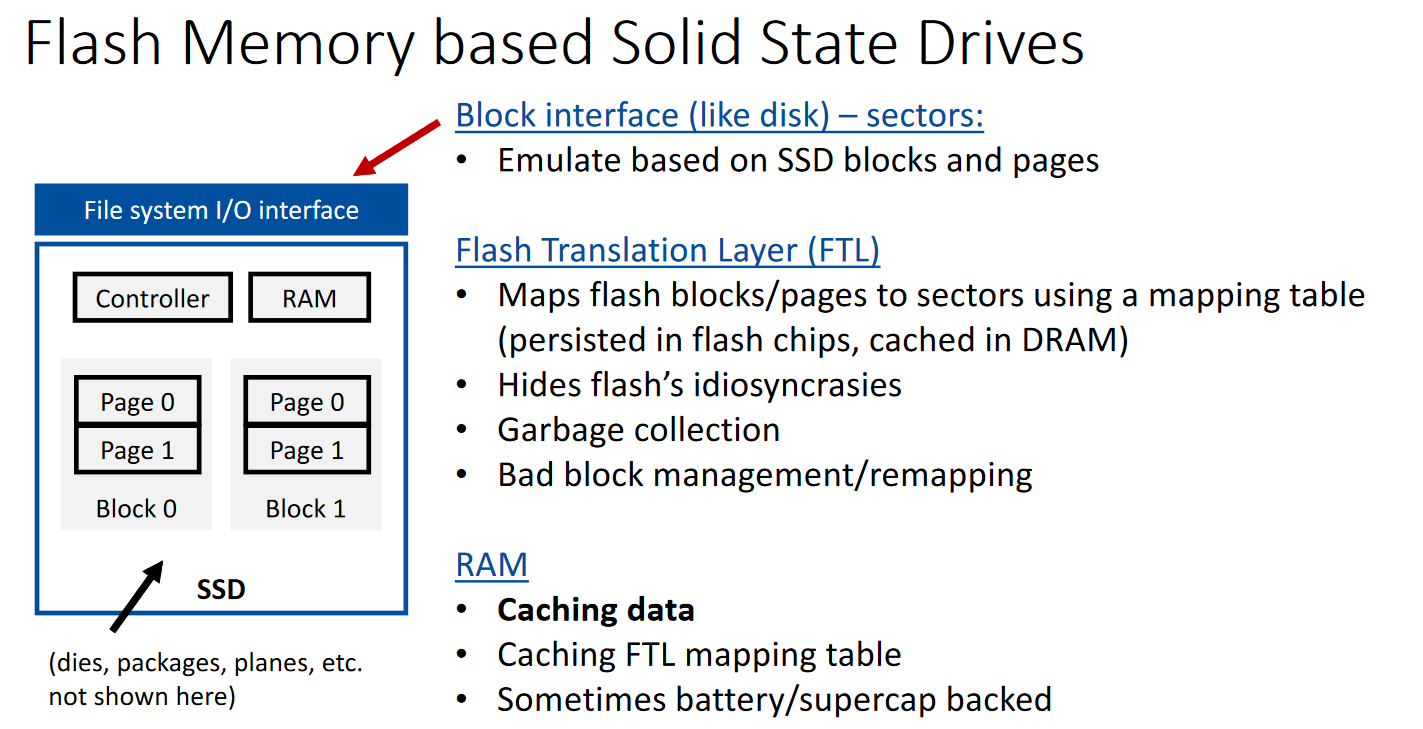 Flash Memory based Solid State Drives
Block interface (like disk) – sectors:
• Emulate based on SSD blocks and pages
File system I/O interface
Controller
RAM
Page 0
Page 1
Block 0
Page 0
Page 1
Block 1
SSD
(dies, packages, planes, etc.
not shown here)
Flash Translation Layer (FTL)
• Maps flash blocks/pages to sectors using a mapping table
(persisted in flash chips, cached in DRAM)
• Hides flash’s idiosyncrasies
• Garbage collection
• Bad block management/remapping
RAM
• Caching data
• Caching FTL mapping table
• Sometimes battery/supercap backed